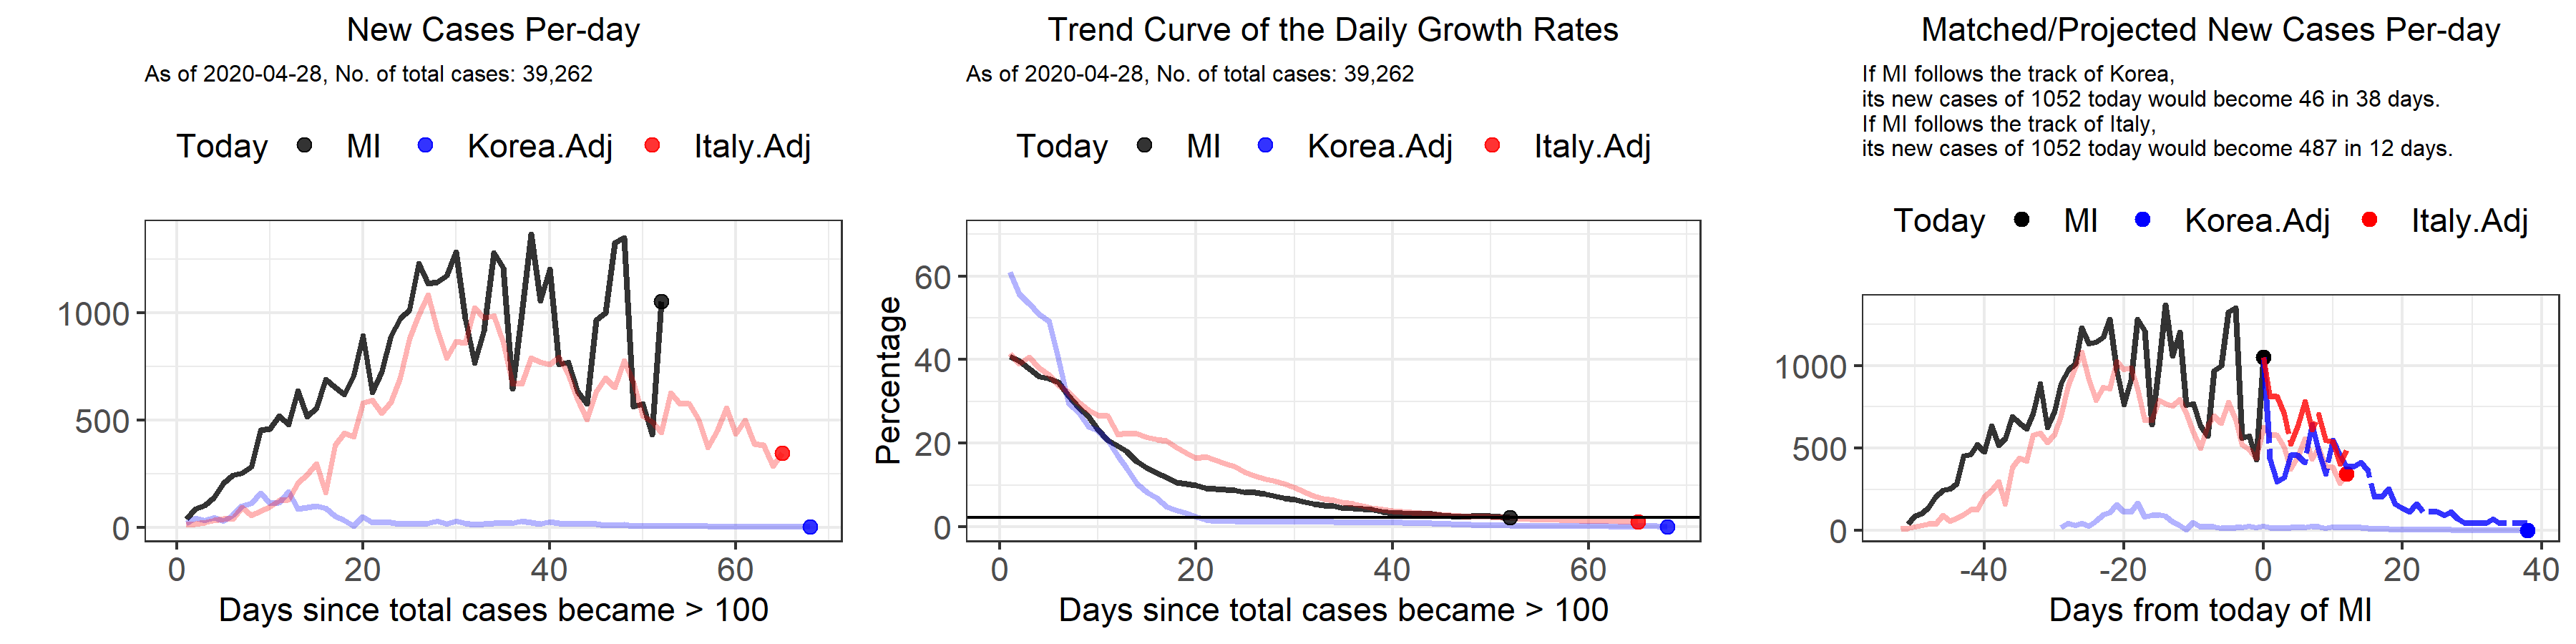 New Cases Per-day
As of 2020-04-28, No. of total cases: 39,262
Today MI Korea.Adj Italy.Adj
1000
500
0
0 20 40 60
Days since total cases became > 100
Trend Curve of the Daily Growth Rates
As of 2020-04-28, No. of total cases: 39,262
Today MI Korea.Adj Italy.Adj
Percentage
60
40
20
0
0 20 40 60
Days since total cases became > 100
Matched/Projected New Cases Per-day
If MI follows the track of Korea,
its new cases of 1052 today would become 46 in 38 days.
If MI follows the track of Italy,
its new cases of 1052 today would become 487 in 12 days.
Today MI Korea.Adj Italy.Adj
1000
500
0
-40 -20 0 20 40
Days from today of MI